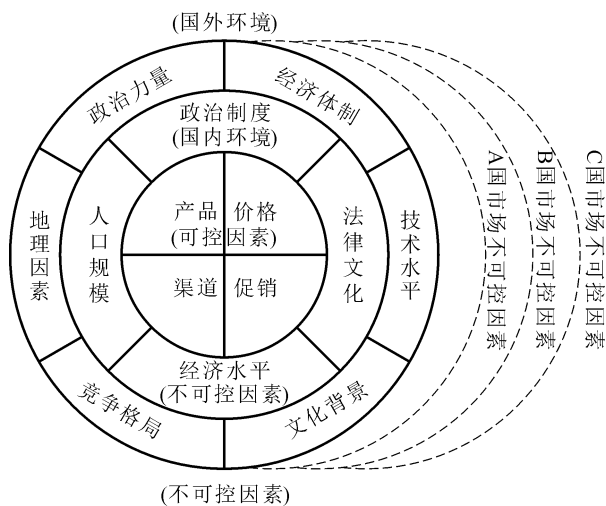 (国外环境)
政治力量
经济体制
政治制度
(国内环境)
地理因素
人口规模
产品
价格
(可控因素)
渠道
促销
法律文化
技术水平
经济水平
(不可控因素)
竞争格局
文化背景
(不可控因素)
A国市场不可控因素
B国市场不可控因素
C国市场不可控因素